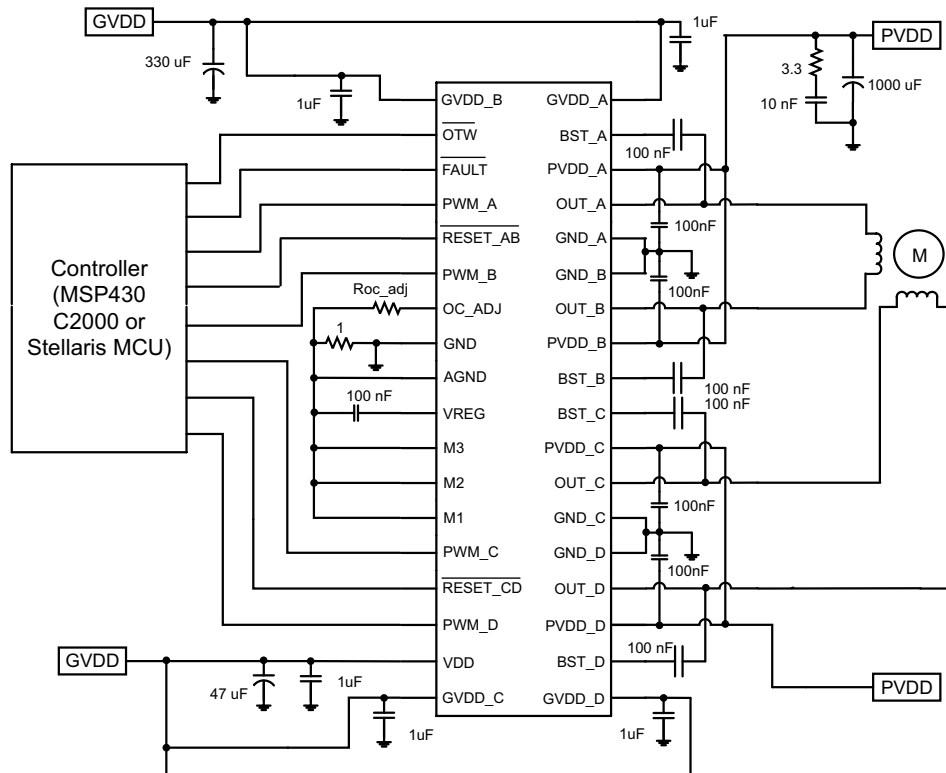 GVDD
330 uF
1uF
1uF
PVDD
3.3
10 nF
1000 uF
Controller
(MSP430
C2000 or
Stellaris MCU)
GVDD_B
OTW
FAULT
PWM_A
RESET_AB
PWM_B
Roc_adj
OC_ADJ
1
GND
AGND
100 nF
VREG
M3
M2
M1
PWM_C
RESET_CD
PWM_D
VDD
GVDD_C
GVDD_A
BST_A
PVDD_A
OUT_A
GND_A
GND_B
OUT_B
PVDD_B
BST_B
BST_C
PVDD_C
OUT_C
GND_C
GND_D
OUT_D
PVDD_D
BST_D
GVDD_D
100 nF
100nF
100nF
M
100 nF
100 nF
100nF
100nF
100 nF
PVDD
GVDD
47 uF
1uF
1uF
1uF